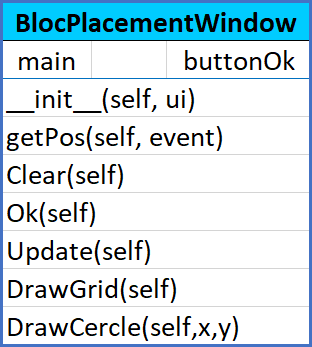 BlocPlacementWindow
main buttonOk
__init__(self, ui)
getPos(self, event)
Clear(self)
Ok(self)
Update(self)
DrawGrid(self)
DrawCercle(self,x,y)